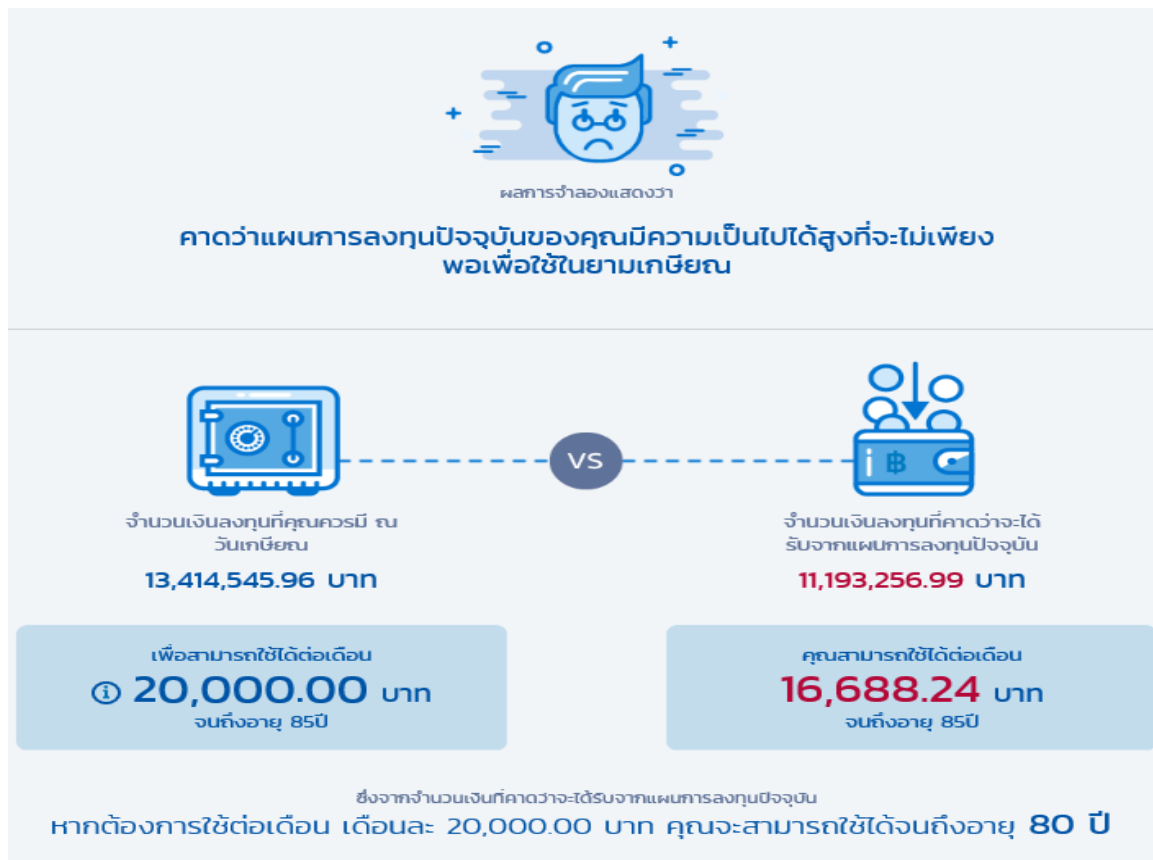 ผลการจำลองแสดงว่า
คาดว่าแผนการลงทุนปัจจุบันของคุณมีความเป็นไปได้สูงที่จะไม่เพียง
พอเพื่อใช้ในยามเกษียณ
VS
฿
จำนวนเงินลงทุนที่คุณควรมี ณ
วันเกษียณ
13,414,545.96 บาท
จำนวนเงินลงทุนที่คาดว่าจะได้
รับจากแผนการลงทุนปัจจุบัน
11,193,256.99 บาท
เพื่อสามารถใช้ได้ต่อเดือน
i 20,000.00 บาท
จนถึงอายุ 85ปี
คุณสามารถใช้ได้ต่อเดือน
16,688.24 บาท
จนถึงอายุ 85ปี
ซึ่งจากจำนวนเงินที่คาดว่าจะได้รับจากแผนการลงทุนปัจจุบัน
หากต้องการใช้ต่อเดือน เดือนละ 20,000.00 บาท คุณจะสามารถใช้ได้จนถึงอายุ 80 ปี